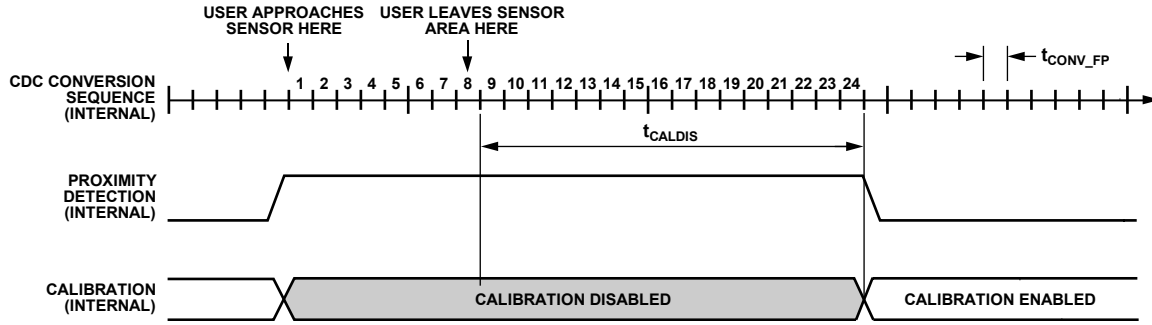 USER APPROACHES
SENSOR HERE
USER LEAVES SENSOR
AREA HERE
tCONV_FP
CDC CONVERSION
SEQUENCE
(INTERNAL)
1 2 3 4 5 6 7 8 9 10 11 12 13 14 15 16 17 18 19 20 21 22 23 24
tCALDIS
PROXIMITY
DETECTION
(INTERNAL)
CALIBRATION
(INTERNAL)
CALIBRATION DISABLED
CALIBRATION ENABLED